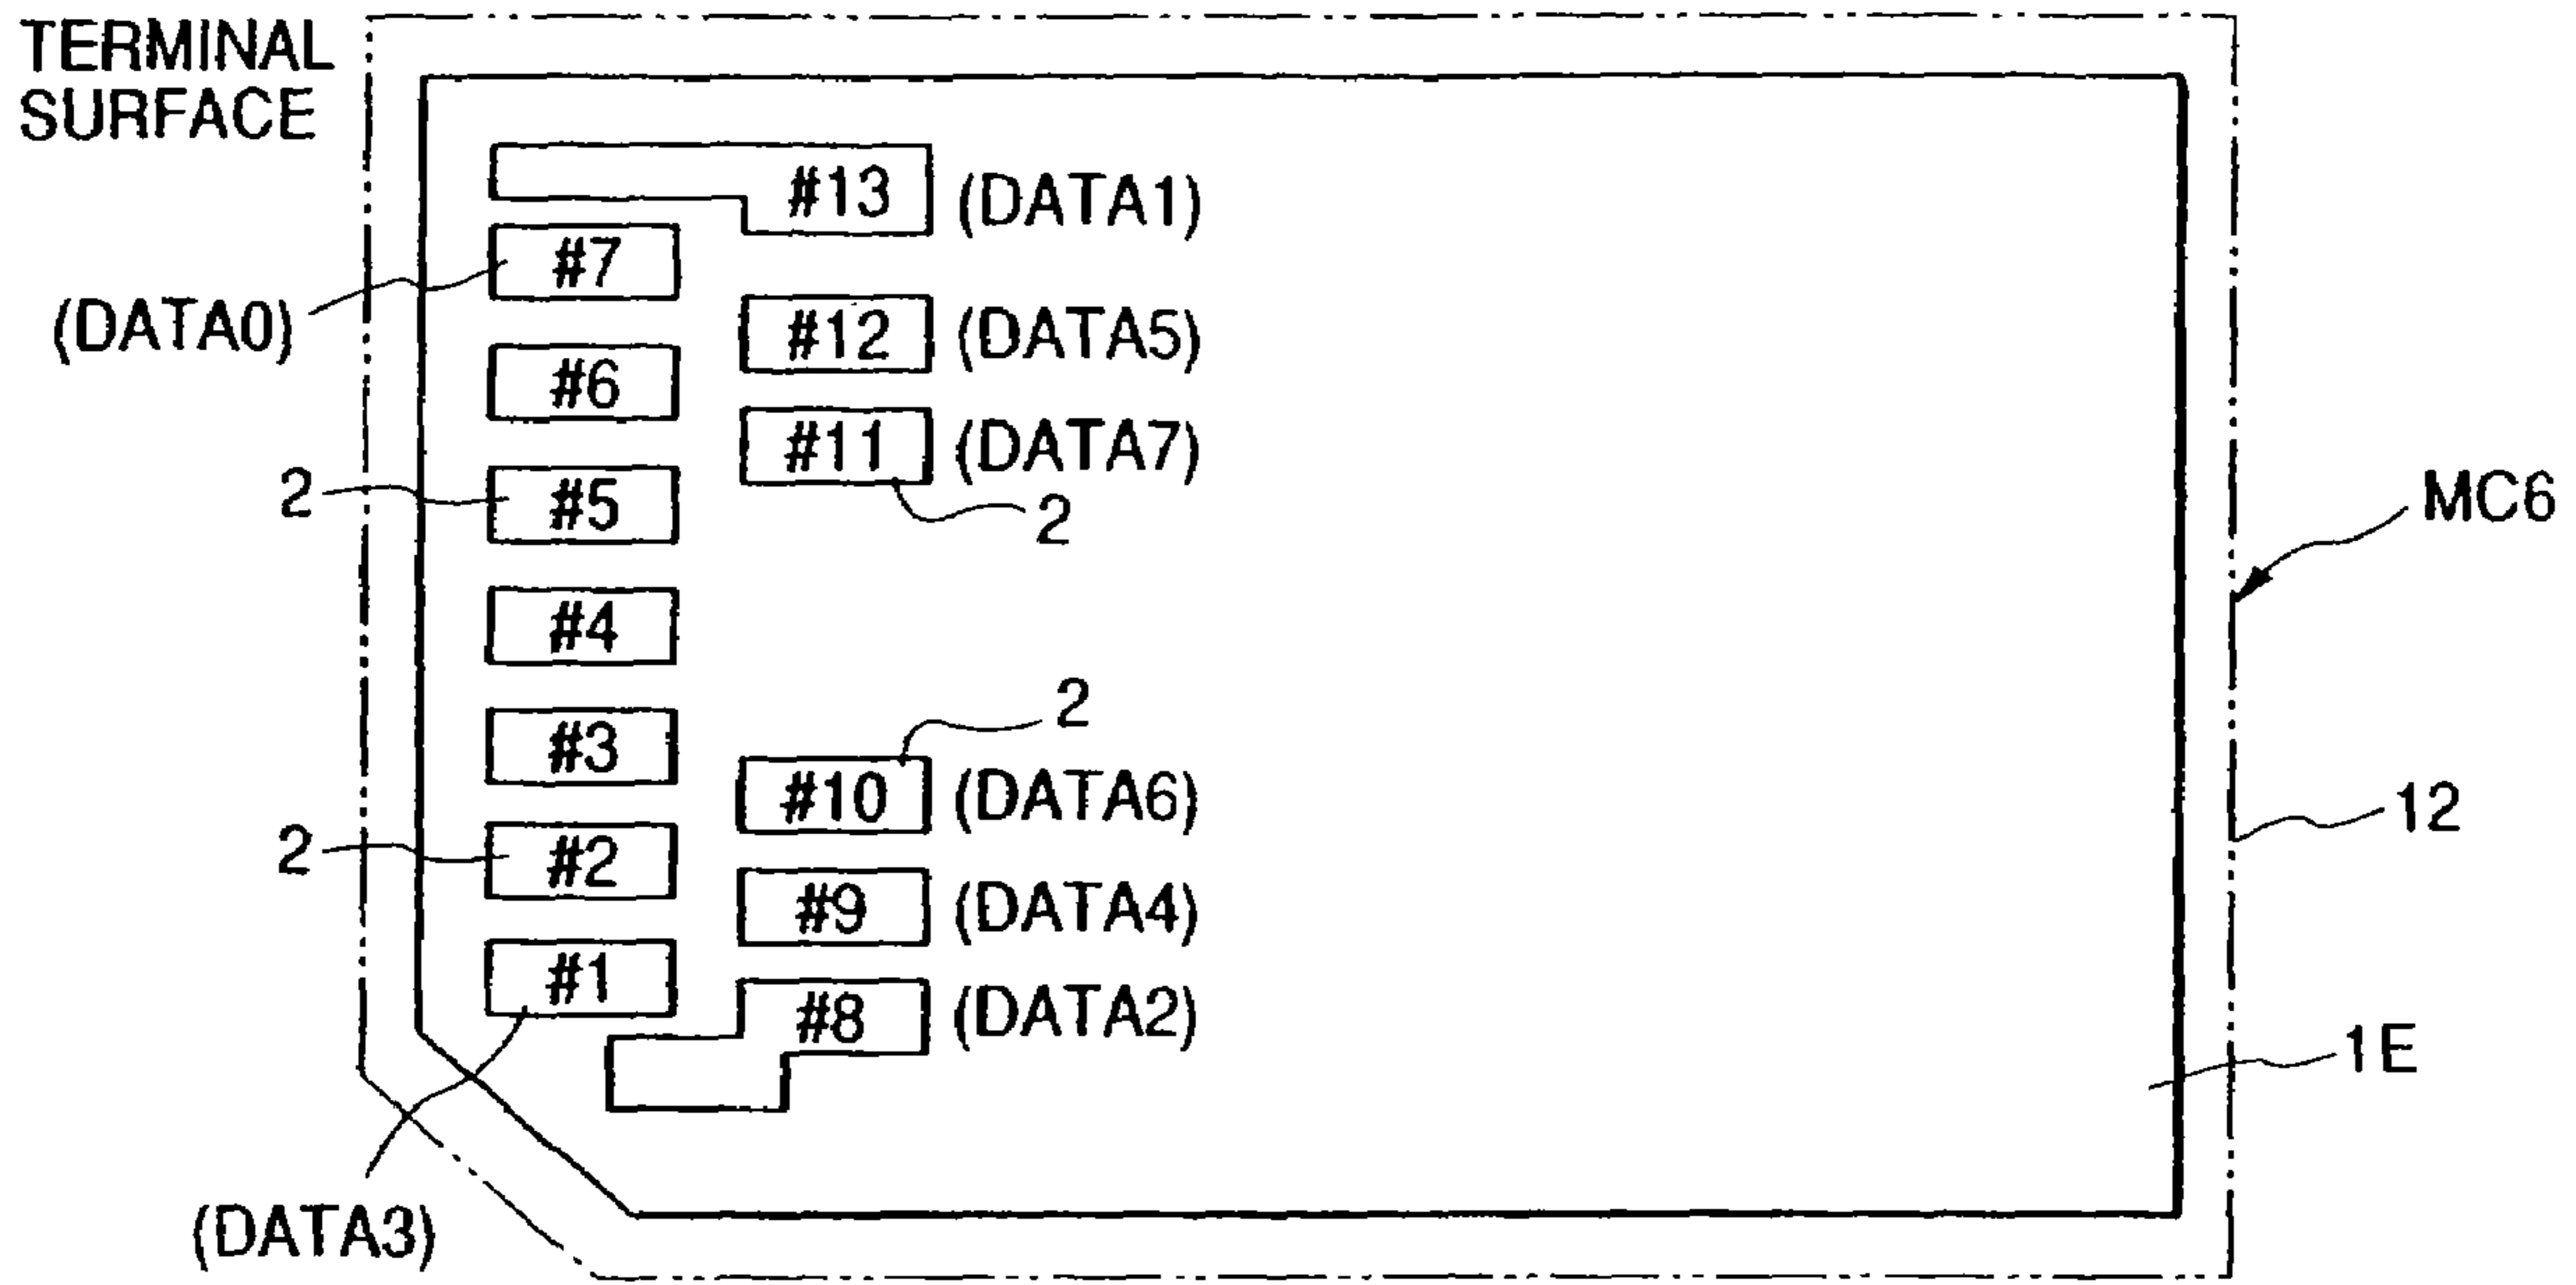 TERMINAL
SURFACE
#13 (DATA1)
#7
(DATA0)
#12 (DATA5)
#6
#11 (DATA7)
2 #5
2
MC6
#4
2
#3
#10 (DATA6)
12
2 #2
#9 (DATA4)
#1
#8 (DATA2)
1E
(DATA3)